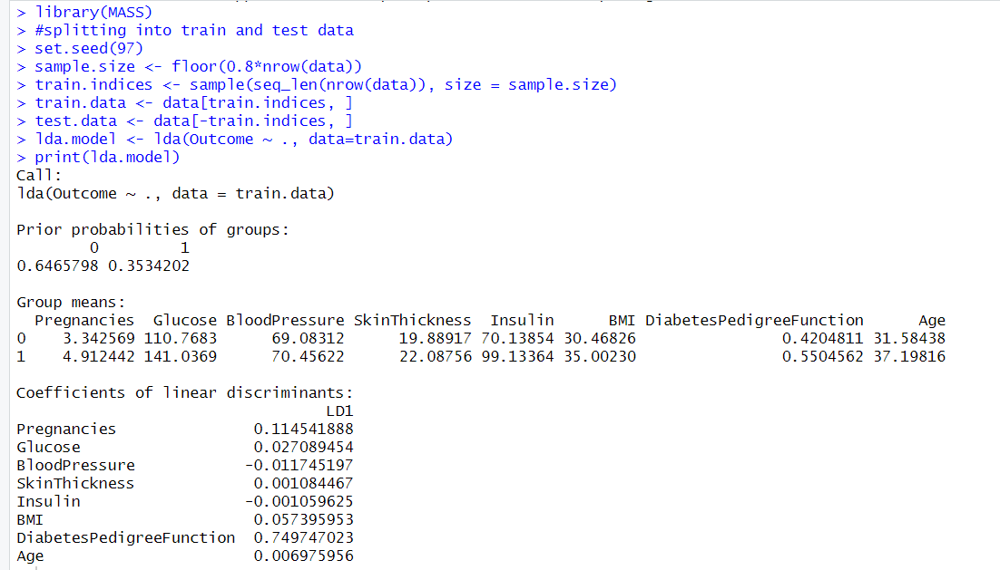 > library(MASS)
> #splitting into train and test data
> set.seed(97)
> sample.size <- floor(0.8*nrow(data))
> train.indices <- sample(seq_len(nrow(data)), size = sample.size)
> train.data <- data[train.indices, ]
> test.data <- data[-train.indices, ]
> lda.model <- lda(Outcome ~ ., data=train.data)
> print(lda.model)
Call:
lda(Outcome ~ ., data = train.data)

Prior probabilities of groups:
        0         1
0.6465798 0.3534202

Group means:
  Pregnancies  Glucose BloodPressure SkinThickness  Insulin      BMI DiabetesPedigreeFunction      Age
0    3.342569 110.7683      69.08312      19.88917 70.13854 30.46826                0.4204811 31.58438
1    4.912442 141.0369      70.45622      22.08756 99.13364 35.00230                0.5504562 37.19816

Coefficients of linear discriminants:
                                  LD1
Pregnancies               0.114541888
Glucose                   0.027089454
BloodPressure            -0.011745197
SkinThickness             0.001084467
Insulin                  -0.001059625
BMI                       0.057395953
DiabetesPedigreeFunction  0.749747023
Age                       0.006975956